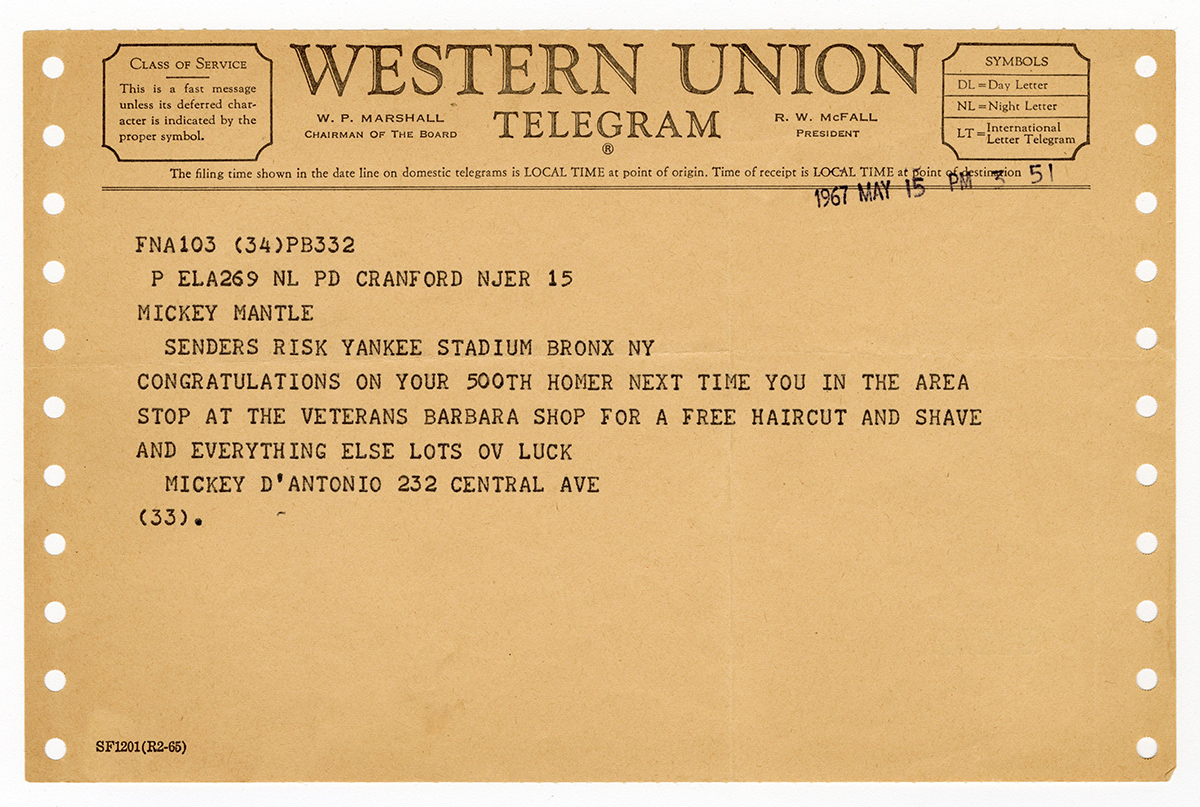 CLASS OF SERVICE
This is a fast message
unless its deferred char-
acter is indicated by the
proper symbol.
WESTERN UNION
TELEGRAM
®
W. P. MARSHALL
CHAIRMAN OF THE BOARD
R. W. McFALL
PRESIDENT
SYMBOLS
DL=Day Letter
NL=Night Letter
LT=International Letter Telegram
The filing time shown in the date line on domestic telegrams is LOCAL TIME at point of origin. Time of receipt is LOCAL TIME at point of destination
1967 MAY 15 PM 3 51
FNA103 (34)PB332
P ELA269 NL PD CRANFORD NJER 15
MICKEY MANTLE
SENDERS RISK YANKEE STADIUM BRONX NY
CONGRATULATIONS ON YOUR 500TH HOMER NEXT TIME YOU IN THE AREA
STOP AT THE VETERANS BARBARA SHOP FOR A FREE HAIRCUT AND SHAVE
AND EVERYTHING ELSE LOTS OV LUCK
MICKEY D'ANTONIO 232 CENTRAL AVE
(33).
SF1201(R2-65)